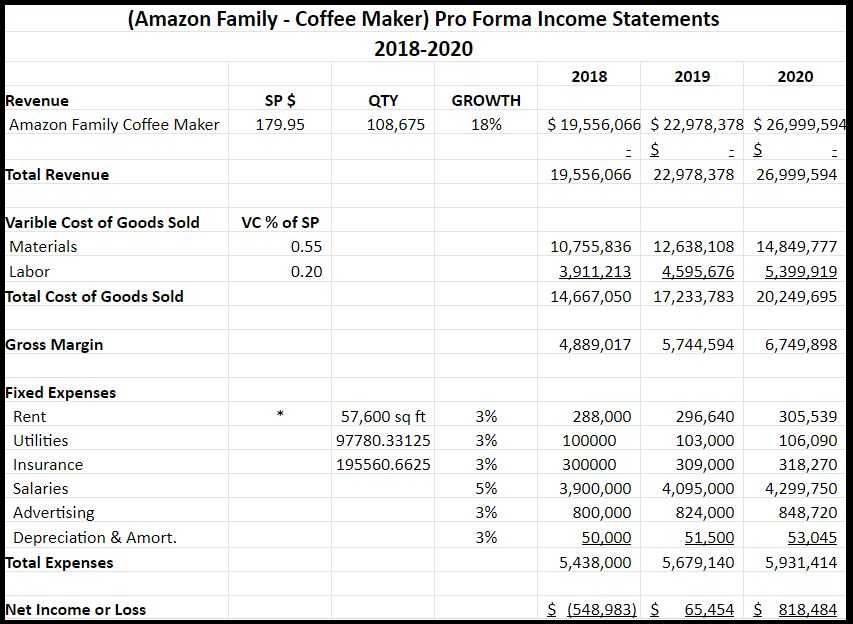 (Amazon Family - Coffee Maker) Pro Forma Income Statements
2018-2020
2018 2019 2020
Revenue SP $ QTY GROWTH
Amazon Family Coffee Maker 179.95 108,675 18% $ 19,556,066 $ 22,978,378 $ 26,999,594
- $ - $ -
Total Revenue 19,556,066 22,978,378 26,999,594
Varible Cost of Goods Sold VC % of SP
Materials 0.55 10,755,836 12,638,108 14,849,777
Labor 0.20 3,911,213 4,595,676 5,399,919
Total Cost of Goods Sold 14,667,050 17,233,783 20,249,695
Gross Margin 4,889,017 5,744,594 6,749,898
Fixed Expenses
Rent * 57,600 sq ft 3% 288,000 296,640 305,539
Utilities 97780.33125 3% 100000 103,000 106,090
Insurance 195560.6625 3% 300000 309,000 318,270
Salaries 5% 3,900,000 4,095,000 4,299,750
Advertising 3% 800,000 824,000 848,720
Depreciation & Amort. 3% 50,000 51,500 53,045
Total Expenses 5,438,000 5,679,140 5,931,414
Net Income or Loss $ (548,983) $ 65,454 $ 818,484